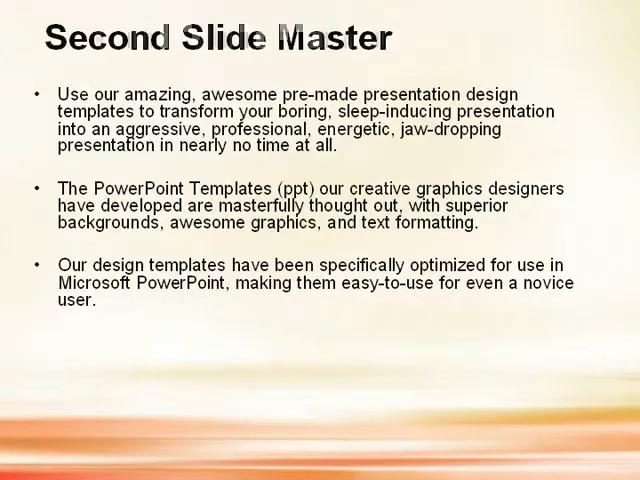 Second Slide Master
• Use our amazing, awesome pre-made presentation design
templates to transform your boring, sleep-inducing presentation
into an aggressive, professional, energetic, jaw-dropping
presentation in nearly no time at all.
• The PowerPoint Templates (ppt) our creative graphics designers
have developed are masterfully thought out, with superior
backgrounds, awesome graphics, and text formatting.
• Our design templates have been specifically optimized for use in
Microsoft PowerPoint, making them easy-to-use for even a novice
user.